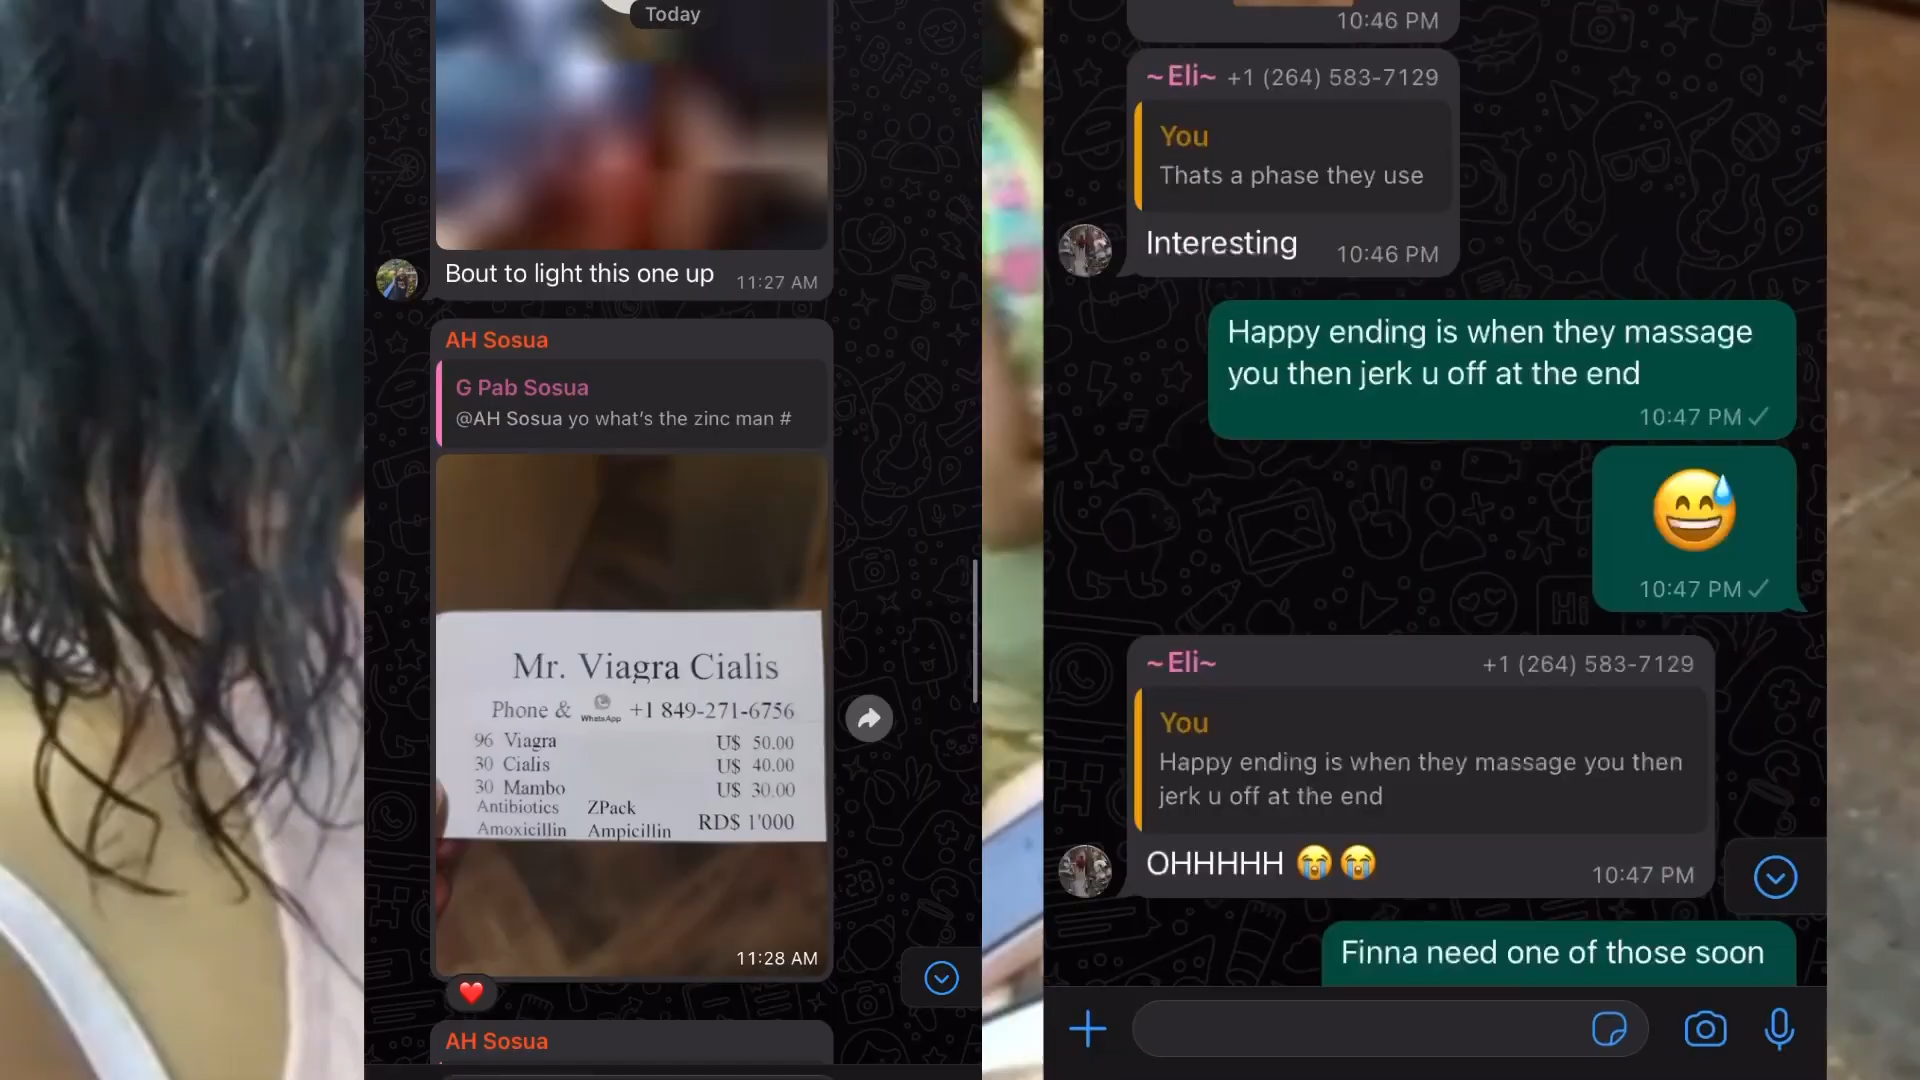 Today
Bout to light this one up
11:27 AM
AH Sosua
G Pab Sosua
@AH Sosua yo what's the zinc man #
Mr. Viagra Cialis
Phone & WhatsApp +1 849-271-6756
96 Viagra U$ 50.00
30 Cialis U$ 40.00
30 Mambo U$ 30.00
Antibiotics ZPack
Amoxicillin Ampicillin RD$ 1'000
11:28 AM
AH Sosua
10:46 PM
~Eli~ +1 (264) 583-7129
You
Thats a phase they use
Interesting
10:46 PM
Happy ending is when they massage
you then jerk u off at the end
10:47 PM
😅
10:47 PM
~Eli~ +1 (264) 583-7129
You
Happy ending is when they massage you then
jerk u off at the end
OHHHHH 😭😭
10:47 PM
Finna need one of those soon